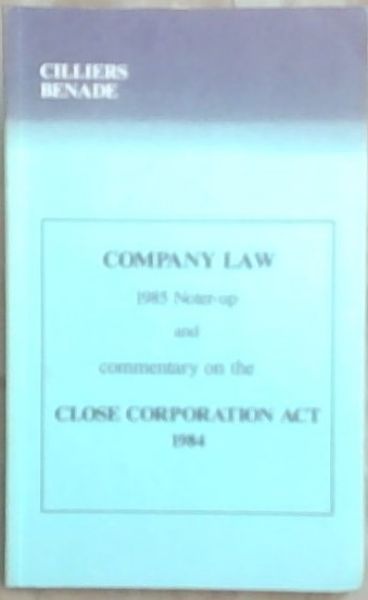 CILLIERS
BENADE
COMPANY LAW
1985 Noter-up
and
commentary on the
CLOSE CORPORATION ACT
1984